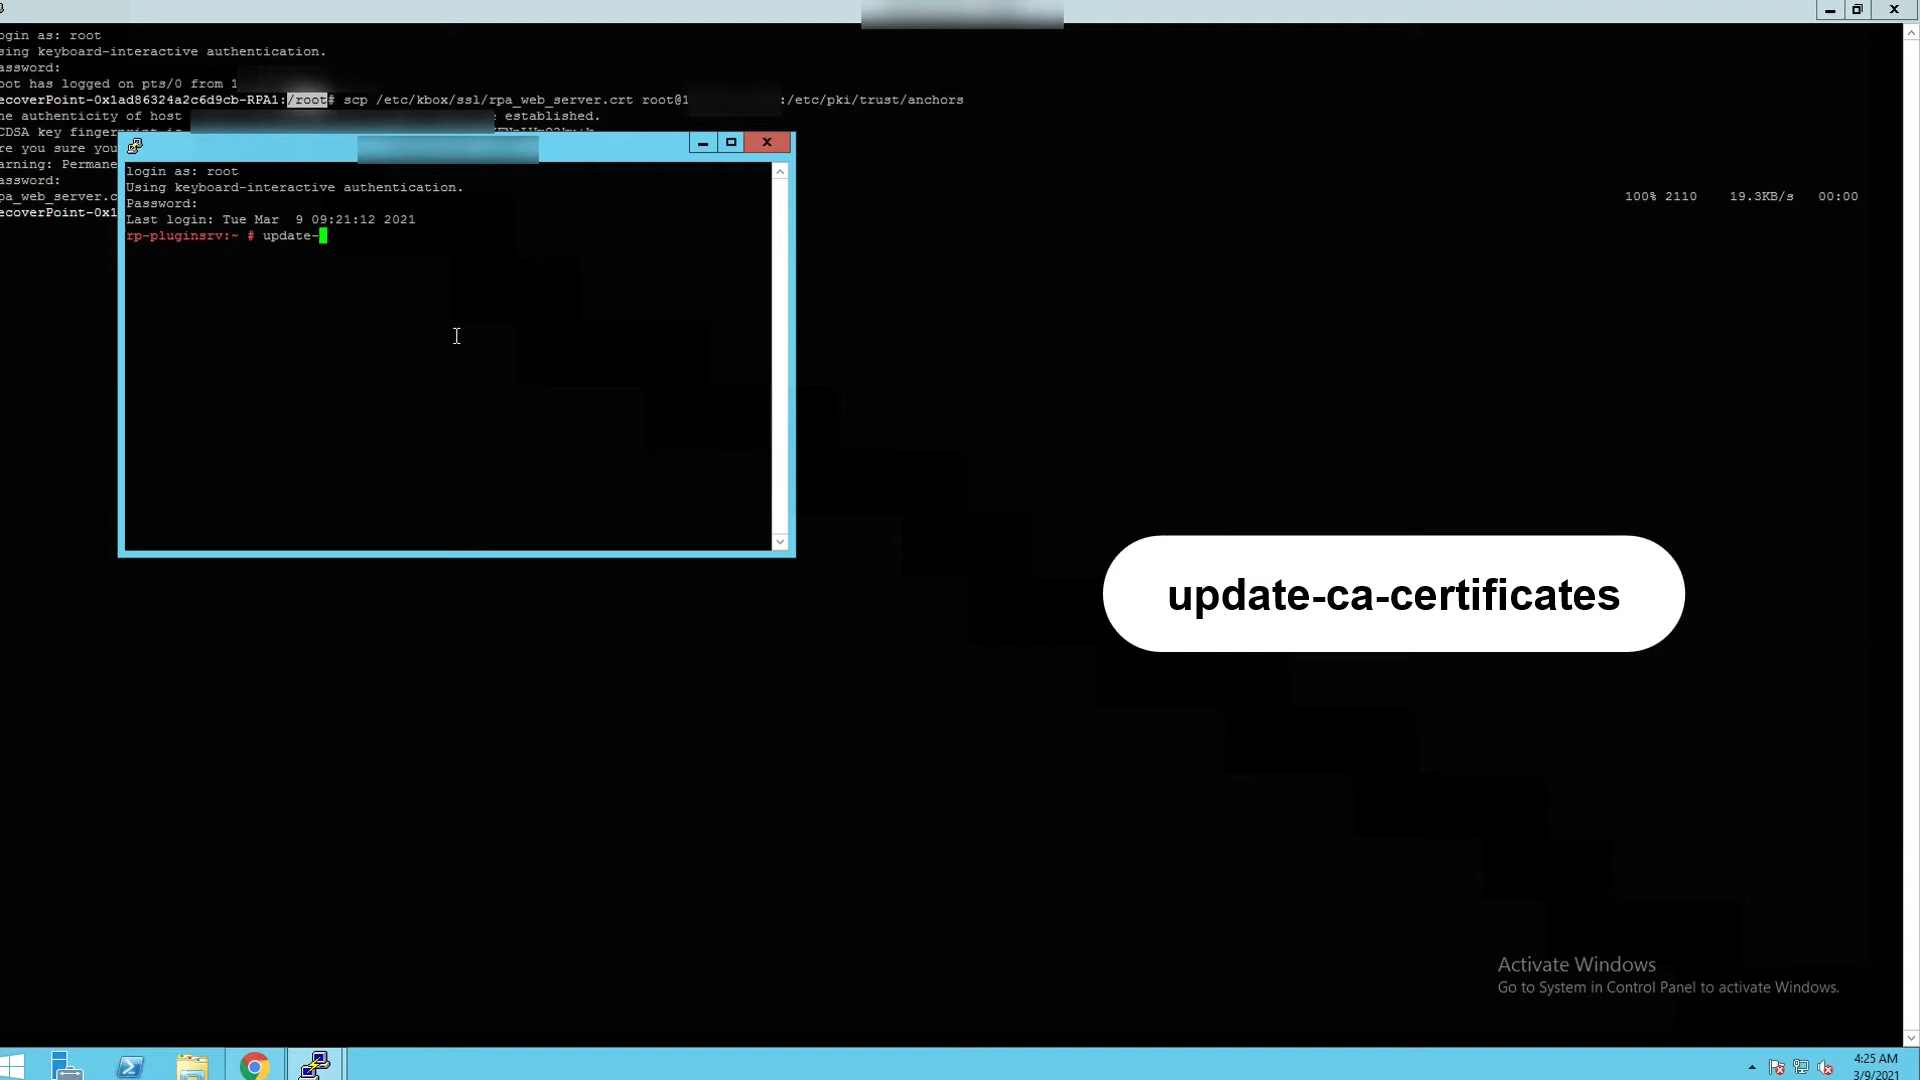 ogin as: root
sing keyboard-interactive authentication.
assword:
oot has logged on pts/0 from 1
ecoverPoint-0x1ad86324a2c6d9cb-RPA1:/root# scp /etc/kbox/ssl/rpa_web_server.crt root@1 :/etc/pki/trust/anchors
he authenticity of host established.
CDSA key fingerprint is
re you sure you
arning: Permane
assword:
pa_web_server.c 100% 2110 19.3KB/s 00:00
ecoverPoint-0x1
login as: root
Using keyboard-interactive authentication.
Password:
Last login: Tue Mar  9 09:21:12 2021
rp-pluginsrv:~ # update-
update-ca-certificates
Activate Windows
Go to System in Control Panel to activate Windows.
4:25 AM
3/9/2021